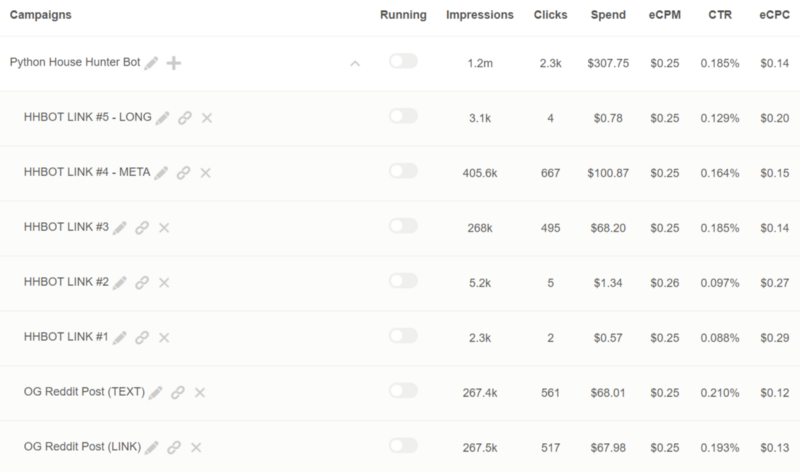 Campaigns Running Impressions Clicks Spend eCPM CTR eCPC
Python House Hunter Bot 1.2m 2.3k $307.75 $0.25 0.185% $0.14
HHBOT LINK #5 - LONG 3.1k 4 $0.78 $0.25 0.129% $0.20
HHBOT LINK #4 - META 405.6k 667 $100.87 $0.25 0.164% $0.15
HHBOT LINK #3 268k 495 $68.20 $0.25 0.185% $0.14
HHBOT LINK #2 5.2k 5 $1.34 $0.26 0.097% $0.27
HHBOT LINK #1 2.3k 2 $0.57 $0.25 0.088% $0.29
OG Reddit Post (TEXT) 267.4k 561 $68.01 $0.25 0.210% $0.12
OG Reddit Post (LINK) 267.5k 517 $67.98 $0.25 0.193% $0.13